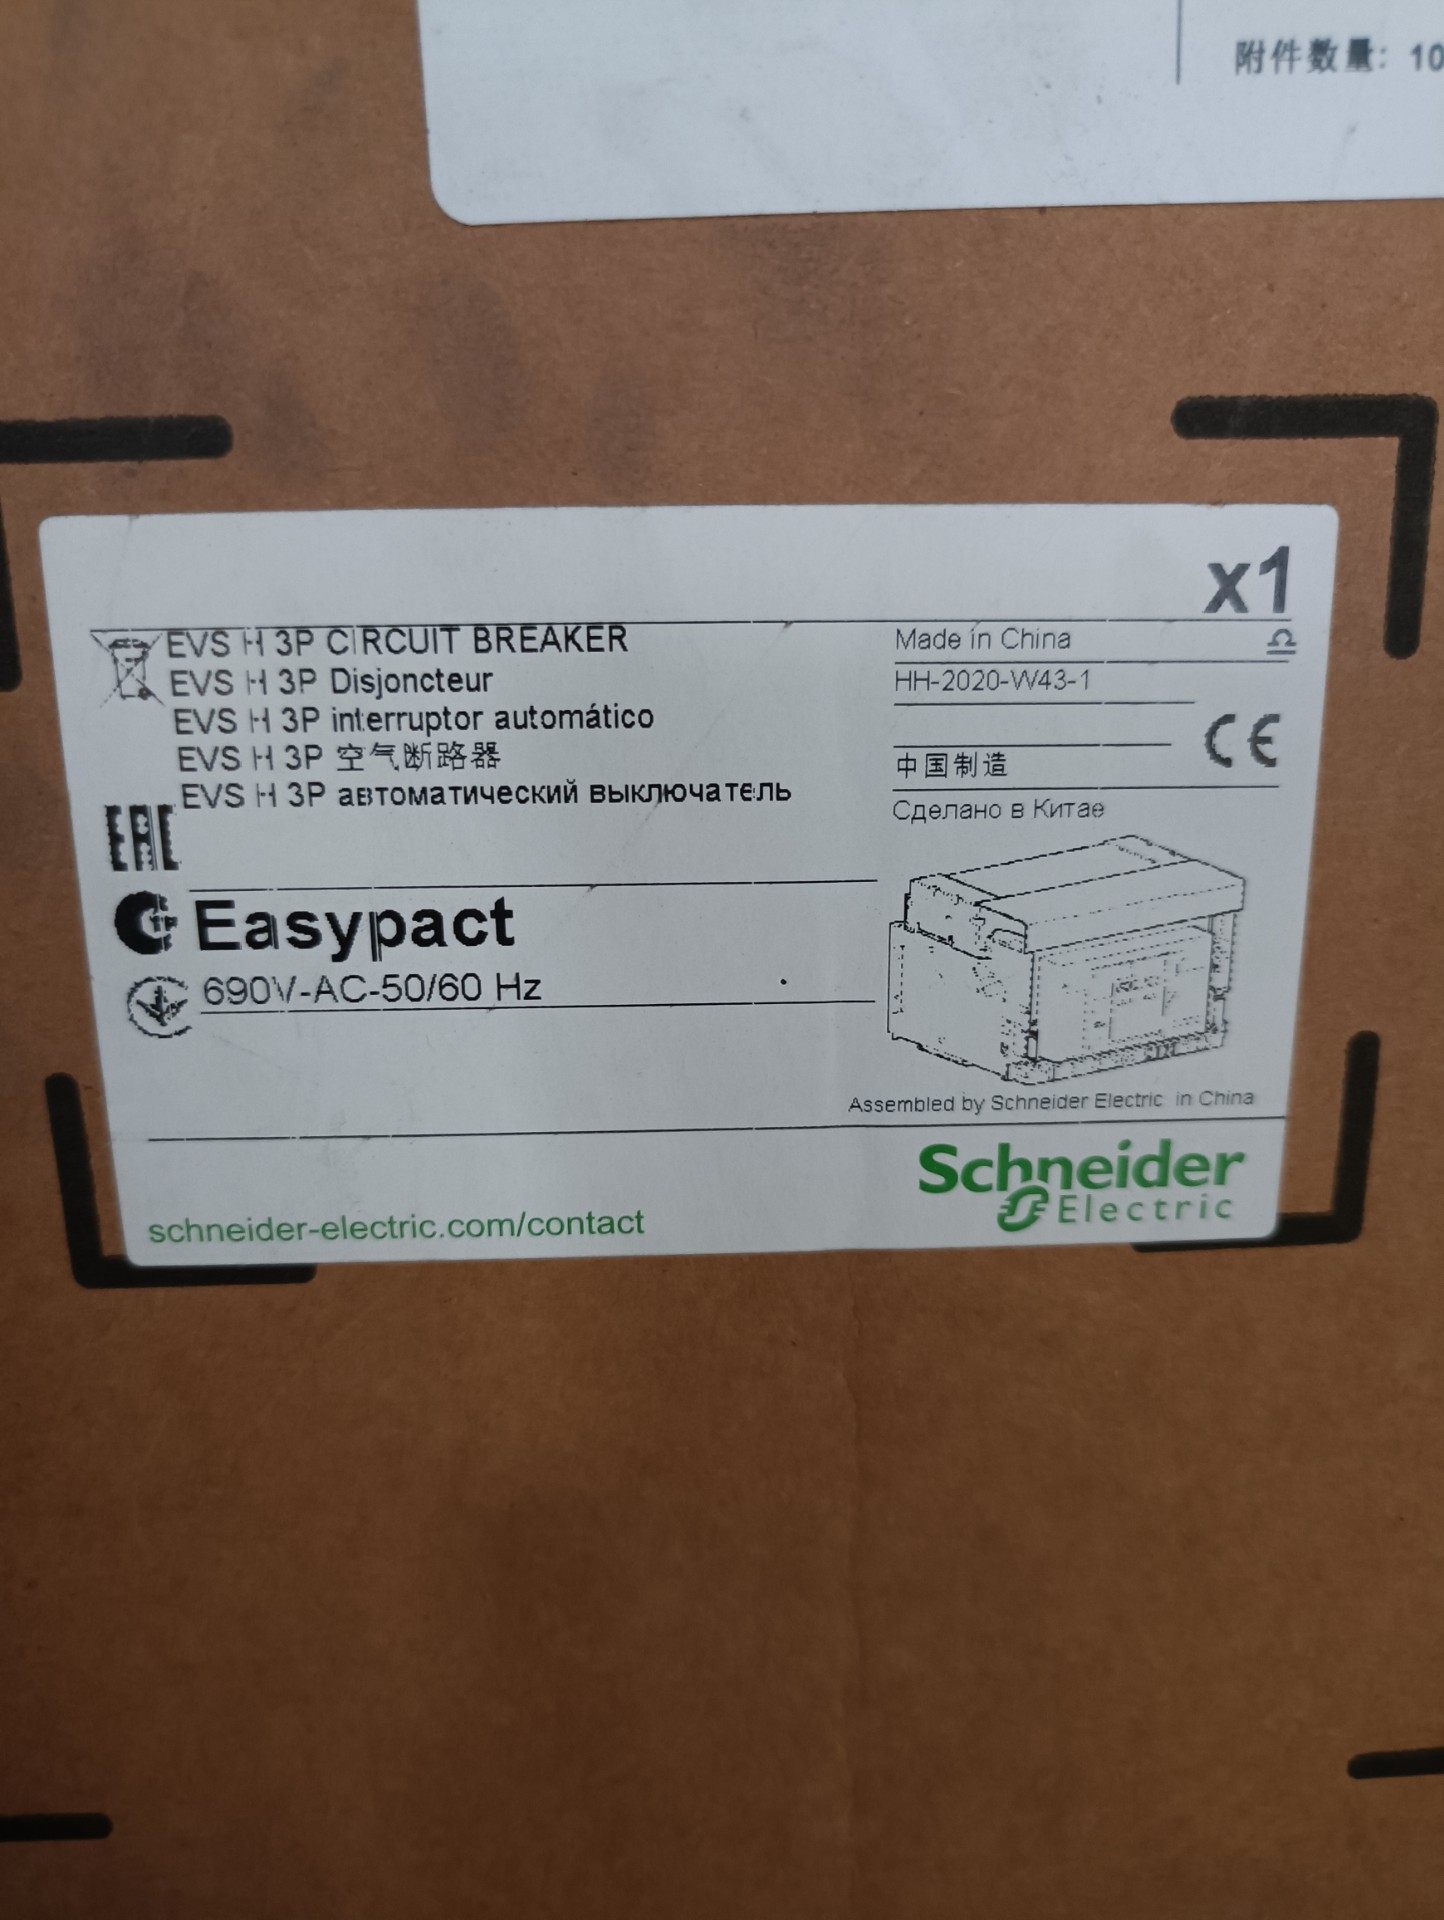 附件数量: 10
x1
EVS H 3P CIRCUIT BREAKER
EVS H 3P Disjoncteur
EVS H 3P interruptor automático
EVS H 3P 空气断路器
EVS H 3P автоматический выключатель
Made in China
HH-2020-W43-1
中国制造
Сделано в Китае
CE
EAC
Easypact
690V-AC-50/60 Hz
Assembled by Schneider Electric in China
schneider-electric.com/contact
Schneider
Electric